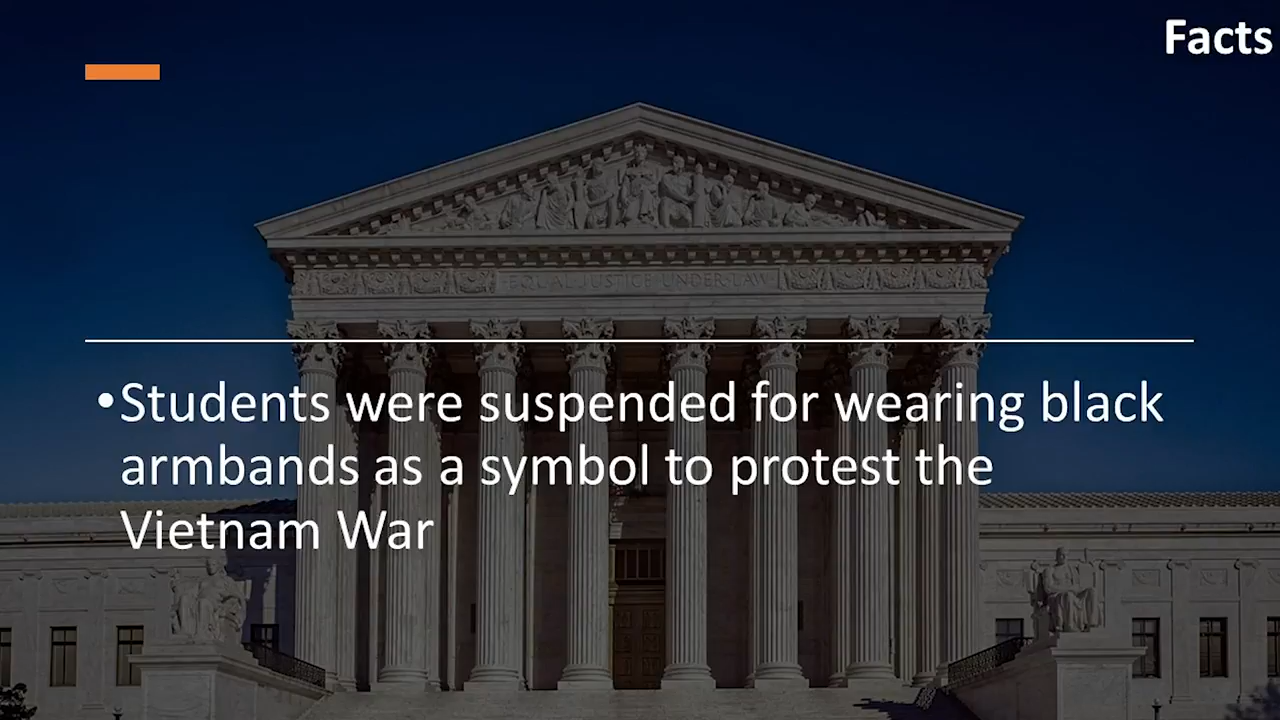 Facts
EQUAL JUSTICE UNDER LAW
•Students were suspended for wearing black
armbands as a symbol to protest the
Vietnam War